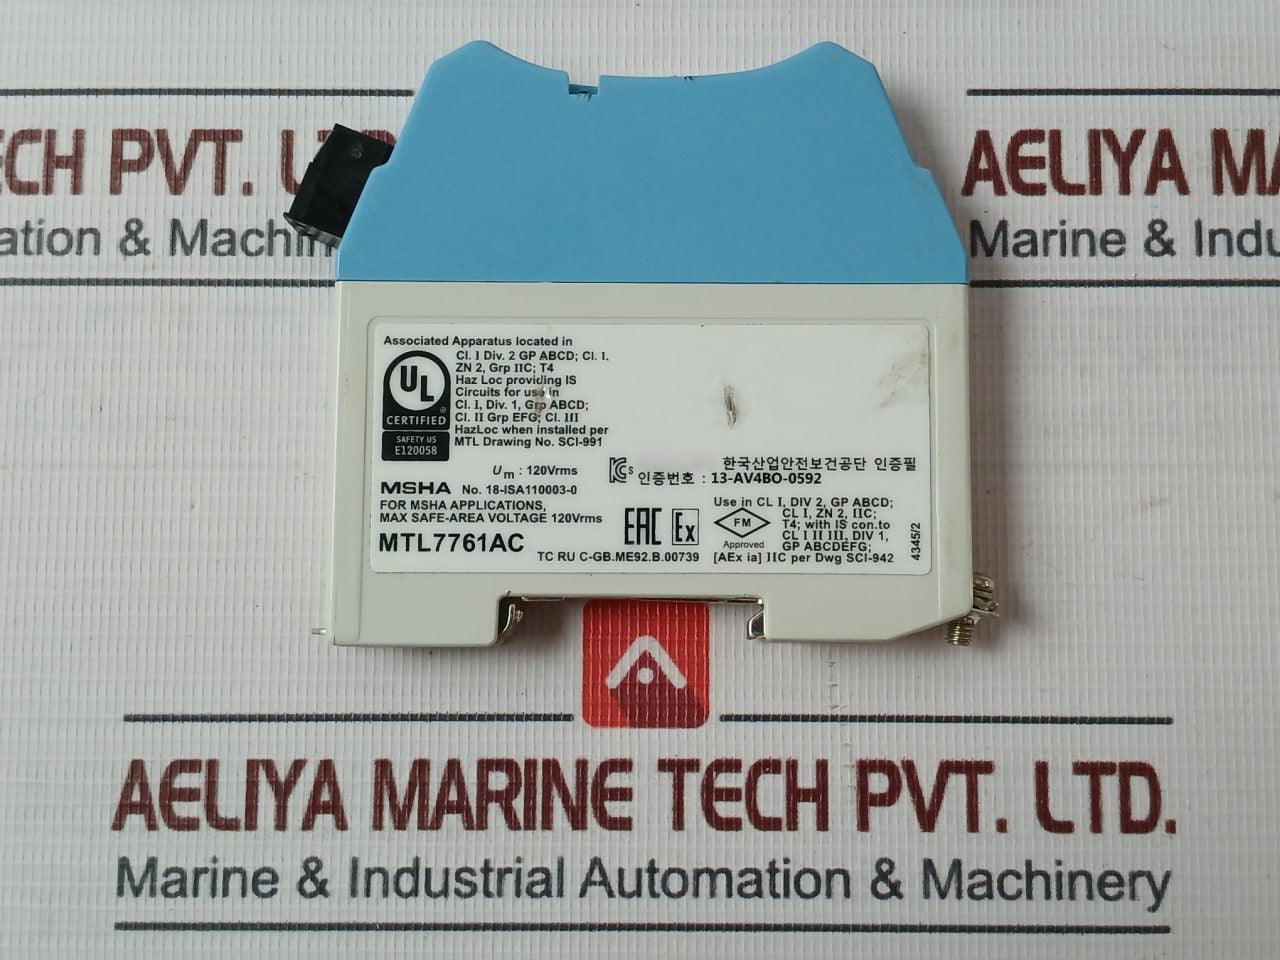 ECH PVT. LTD
ation & Machin
AELIYA MA
Marine & Indu
Associated Apparatus located in
Cl. I Div. 2 GP ABCD; Cl. I,
ZN 2, Grp IIC; T4
Haz Loc providing IS
Circuits for use in
Cl. I, Div. 1, Grp ABCD;
Cl. II Grp EFG; Cl. III
HazLoc when installed per
MTL Drawing No. SCI-991
UL
®
CERTIFIED
SAFETY US
E120058
Um : 120Vrms
MSHA No. 18-ISA110003-0
FOR MSHA APPLICATIONS,
MAX SAFE-AREA VOLTAGE 120Vrms
MTL7761AC
한국산업안전보건공단 인증필
KCs 인증번호 : 13-AV4BO-0592
EAC Ex
TC RU C-GB.ME92.B.00739
FM
Approved
Use in CL I, DIV 2, GP ABCD;
CL I, ZN 2, IIC;
T4; with IS con.to
CL I II III, DIV 1,
GP ABCDEFG;
[AEx ia] IIC per Dwg SCI-942
4345/2
AELIYA MARINE TECH PVT. LTD.
Marine & Industrial Automation & Machinery